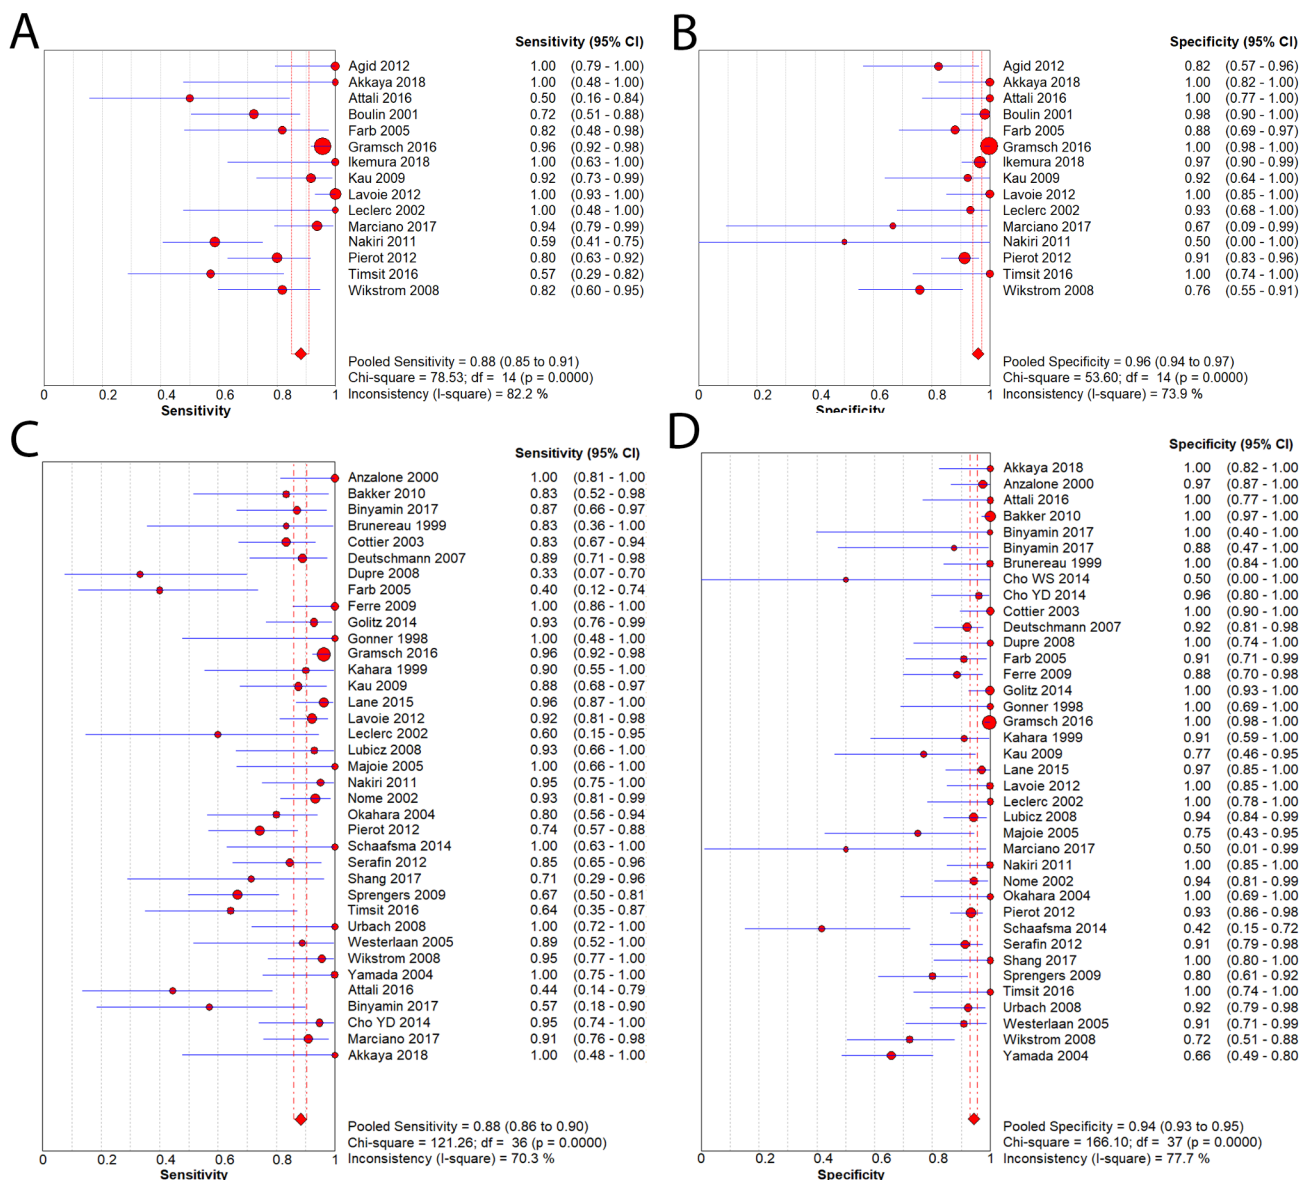 A
Sensitivity (95% CI)
Agid 2012 1.00 (0.79 - 1.00)
Akkaya 2018 1.00 (0.48 - 1.00)
Attali 2016 0.50 (0.16 - 0.84)
Boulin 2001 0.72 (0.51 - 0.88)
Farb 2005 0.82 (0.48 - 0.98)
Gramsch 2016 0.96 (0.92 - 0.98)
Ikemura 2018 1.00 (0.63 - 1.00)
Kau 2009 0.92 (0.73 - 0.99)
Lavoie 2012 1.00 (0.93 - 1.00)
Leclerc 2002 1.00 (0.48 - 1.00)
Marciano 2017 0.94 (0.79 - 0.99)
Nakiri 2011 0.59 (0.41 - 0.75)
Pierot 2012 0.80 (0.63 - 0.92)
Timsit 2016 0.57 (0.29 - 0.82)
Wikstrom 2008 0.82 (0.60 - 0.95)
Pooled Sensitivity = 0.88 (0.85 to 0.91)
Chi-square = 78.53; df = 14 (p = 0.0000)
Inconsistency (I-square) = 82.2 %
0 0.2 0.4 0.6 0.8 1
Sensitivity
B
Specificity (95% CI)
Agid 2012 0.82 (0.57 - 0.96)
Akkaya 2018 1.00 (0.82 - 1.00)
Attali 2016 1.00 (0.77 - 1.00)
Boulin 2001 0.98 (0.90 - 1.00)
Farb 2005 0.88 (0.69 - 0.97)
Gramsch 2016 1.00 (0.98 - 1.00)
Ikemura 2018 0.97 (0.90 - 0.99)
Kau 2009 0.92 (0.64 - 1.00)
Lavoie 2012 1.00 (0.85 - 1.00)
Leclerc 2002 0.93 (0.68 - 1.00)
Marciano 2017 0.67 (0.09 - 0.99)
Nakiri 2011 0.50 (0.00 - 1.00)
Pierot 2012 0.91 (0.83 - 0.96)
Timsit 2016 1.00 (0.74 - 1.00)
Wikstrom 2008 0.76 (0.55 - 0.91)
Pooled Specificity = 0.96 (0.94 to 0.97)
Chi-square = 53.60; df = 14 (p = 0.0000)
Inconsistency (I-square) = 73.9 %
0 0.2 0.4 0.6 0.8 1
Specificity
C
Sensitivity (95% CI)
Anzalone 2000 1.00 (0.81 - 1.00
Bakker 2010 0.83 (0.52 - 0.98
Binyamin 2017 0.87 (0.66 - 0.97
Brunereau 1999 0.83 (0.36 - 1.00
Cottier 2003 0.83 (0.67 - 0.94
Deutschmann 2007 0.89 (0.71 - 0.98
Dupre 2008 0.33 (0.07 - 0.70
Farb 2005 0.40 (0.12 - 0.74
Ferre 2009 1.00 (0.86 - 1.00
Golitz 2014 0.93 (0.76 - 0.99
Gonner 1998 1.00 (0.48 - 1.00
Gramsch 2016 0.96 (0.92 - 0.98
Kahara 1999 0.90 (0.55 - 1.00
Kau 2009 0.88 (0.68 - 0.97
Lane 2015 0.96 (0.87 - 1.00
Lavoie 2012 0.92 (0.81 - 0.98
Leclerc 2002 0.60 (0.15 - 0.95
Lubicz 2008 0.93 (0.66 - 1.00
Majoie 2005 1.00 (0.66 - 1.00
Nakiri 2011 0.95 (0.75 - 1.00
Nome 2002 0.93 (0.81 - 0.99
Okahara 2004 0.80 (0.56 - 0.94
Pierot 2012 0.74 (0.57 - 0.88
Schaafsma 2014 1.00 (0.63 - 1.00
Serafin 2012 0.85 (0.65 - 0.96
Shang 2017 0.71 (0.29 - 0.96
Sprengers 2009 0.67 (0.50 - 0.81
Timsit 2016 0.64 (0.35 - 0.87
Urbach 2008 1.00 (0.72 - 1.00
Westerlaan 2005 0.89 (0.52 - 1.00
Wikstrom 2008 0.95 (0.77 - 1.00
Yamada 2004 1.00 (0.75 - 1.00
Attali 2016 0.44 (0.14 - 0.79
Binyamin 2017 0.57 (0.18 - 0.90
Cho YD 2014 0.95 (0.74 - 1.00
Marciano 2017 0.91 (0.76 - 0.98
Akkaya 2018 1.00 (0.48 - 1.00
Pooled Sensitivity = 0.88 (0.86 to 0.90)
Chi-square = 121.26; df = 36 (p = 0.0000)
Inconsistency (I-square) = 70.3 %
0 0.2 0.4 0.6 0.8 1
Sensitivity
D
Specificity (95% CI)
Akkaya 2018 1.00 (0.82 - 1.00
Anzalone 2000 0.97 (0.87 - 1.00
Attali 2016 1.00 (0.77 - 1.00
Bakker 2010 1.00 (0.97 - 1.00
Binyamin 2017 1.00 (0.40 - 1.00
Binyamin 2017 0.88 (0.47 - 1.00
Brunereau 1999 1.00 (0.84 - 1.00
Cho WS 2014 0.50 (0.00 - 1.00
Cho YD 2014 0.96 (0.80 - 1.00
Cottier 2003 1.00 (0.90 - 1.00
Deutschmann 2007 0.92 (0.81 - 0.98
Dupre 2008 1.00 (0.74 - 1.00
Farb 2005 0.91 (0.71 - 0.99
Ferre 2009 0.88 (0.70 - 0.98
Golitz 2014 1.00 (0.93 - 1.00
Gonner 1998 1.00 (0.69 - 1.00
Gramsch 2016 1.00 (0.98 - 1.00
Kahara 1999 0.91 (0.59 - 1.00
Kau 2009 0.77 (0.46 - 0.95
Lane 2015 0.97 (0.85 - 1.00
Lavoie 2012 1.00 (0.85 - 1.00
Leclerc 2002 1.00 (0.78 - 1.00
Lubicz 2008 0.94 (0.84 - 0.99
Majoie 2005 0.75 (0.43 - 0.95
Marciano 2017 0.50 (0.01 - 0.99
Nakiri 2011 1.00 (0.85 - 1.00
Nome 2002 0.94 (0.81 - 0.99
Okahara 2004 1.00 (0.69 - 1.00
Pierot 2012 0.93 (0.86 - 0.98
Schaafsma 2014 0.42 (0.15 - 0.72
Serafin 2012 0.91 (0.79 - 0.98
Shang 2017 1.00 (0.80 - 1.00
Sprengers 2009 0.80 (0.61 - 0.92
Timsit 2016 1.00 (0.74 - 1.00
Urbach 2008 0.92 (0.79 - 0.98
Westerlaan 2005 0.91 (0.71 - 0.99
Wikstrom 2008 0.72 (0.51 - 0.88
Yamada 2004 0.66 (0.49 - 0.80
Pooled Specificity = 0.94 (0.93 to 0.95)
Chi-square = 166.10; df = 37 (p = 0.0000)
Inconsistency (I-square) = 77.7 %
0 0.2 0.4 0.6 0.8 1
Specificity